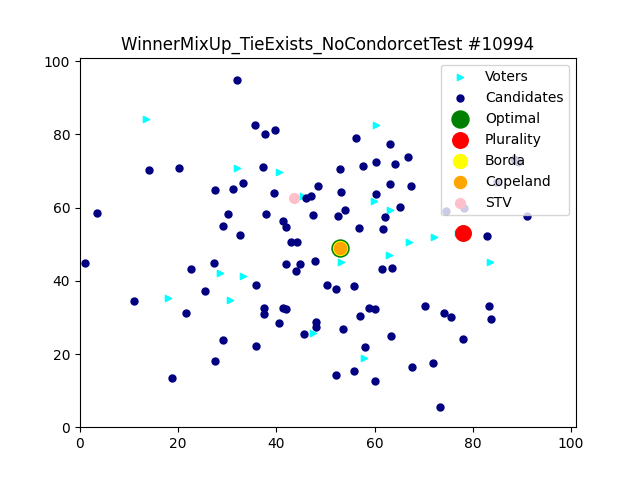 WinnerMixUp_TieExists_NoCondorcetTest #10994
100
80
60
40
20
0
0
20
40
60
80
100
Voters
Candidates
Optimal
Plurality
Borda
Copeland
STV